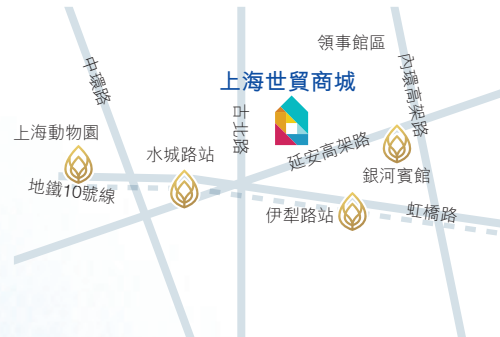 領事館區
上海世貿商城
中環路
內環高架路
古北路
上海動物園
水城路站
延安高架路
銀河賓館
地鐵10號線
伊犁路站
虹橋路